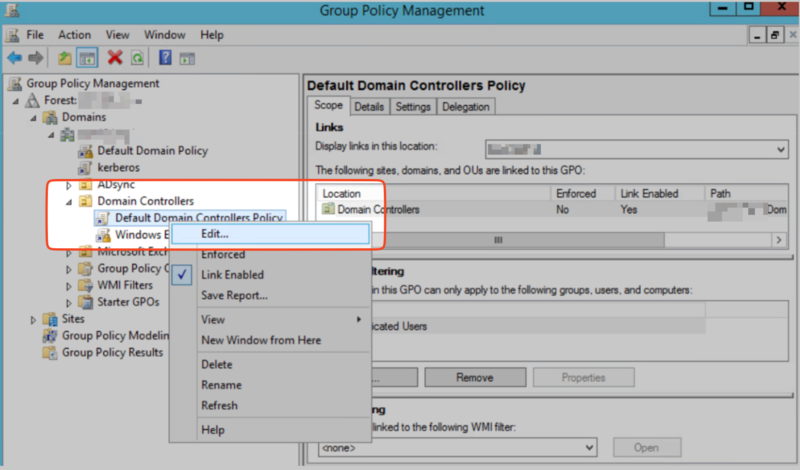 Group Policy Management
File Action View Window Help
Group Policy Management
Forest:
Domains
Default Domain Policy
kerberos
ADsync
Domain Controllers
Default Domain Controllers Policy
Windows E
Microsoft Exch
Group Policy O
WMI Filters
Starter GPOs
Sites
Group Policy Modelin
Group Policy Results
Edit...
Enforced
Link Enabled
Save Report...
View
New Window from Here
Delete
Rename
Refresh
Help
Default Domain Controllers Policy
Scope Details Settings Delegation
Links
Display links in this location:
The following sites, domains, and OUs are linked to this GPO:
Location Enforced Link Enabled Path
Domain Controllers No Yes Dom
ltering
in this GPO can only apply to the following groups, users, and computers:
icated Users
... Remove Properties
ing
linked to the following WMI filter:
<none> Open